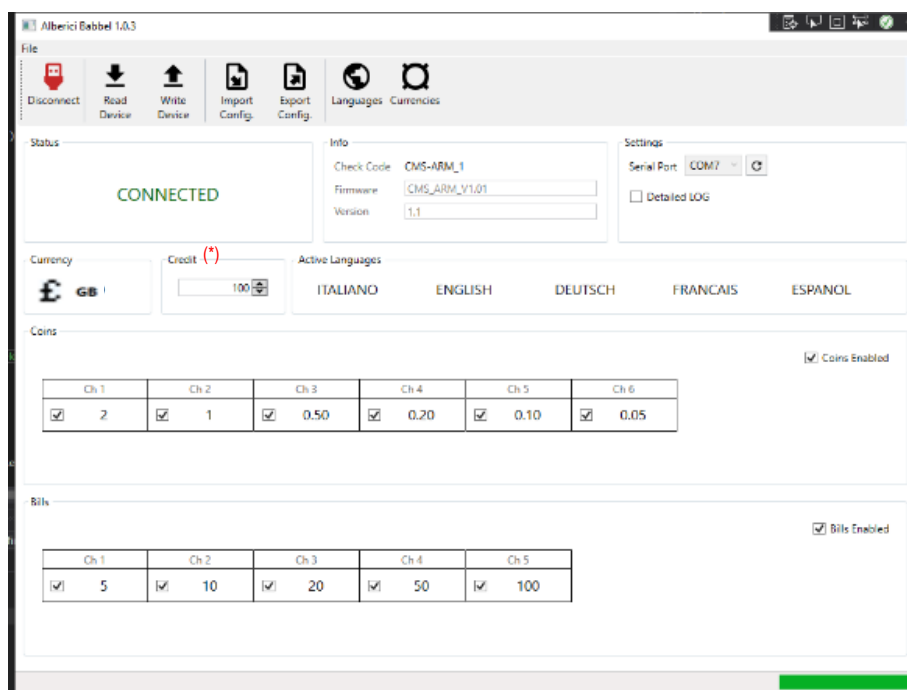 Alberici Babbel 1.0.3
File
Disconnect Read Device Write Device Import Config. Export Config. Languages Currencies
Status Info Settings
Check Code CMS-ARM_1 Serial Port COM7
CONNECTED Firmware CMS_ARM_V1.01 Detailed LOG
Version 1.1
Currency Credit (*) Active Languages
£ GB 100 ITALIANO ENGLISH DEUTSCH FRANCAIS ESPANOL
Coins
Coins Enabled
Ch 1 Ch 2 Ch 3 Ch 4 Ch 5 Ch 6
2 1 0.50 0.20 0.10 0.05
Bills
Bills Enabled
Ch 1 Ch 2 Ch 3 Ch 4 Ch 5
5 10 20 50 100